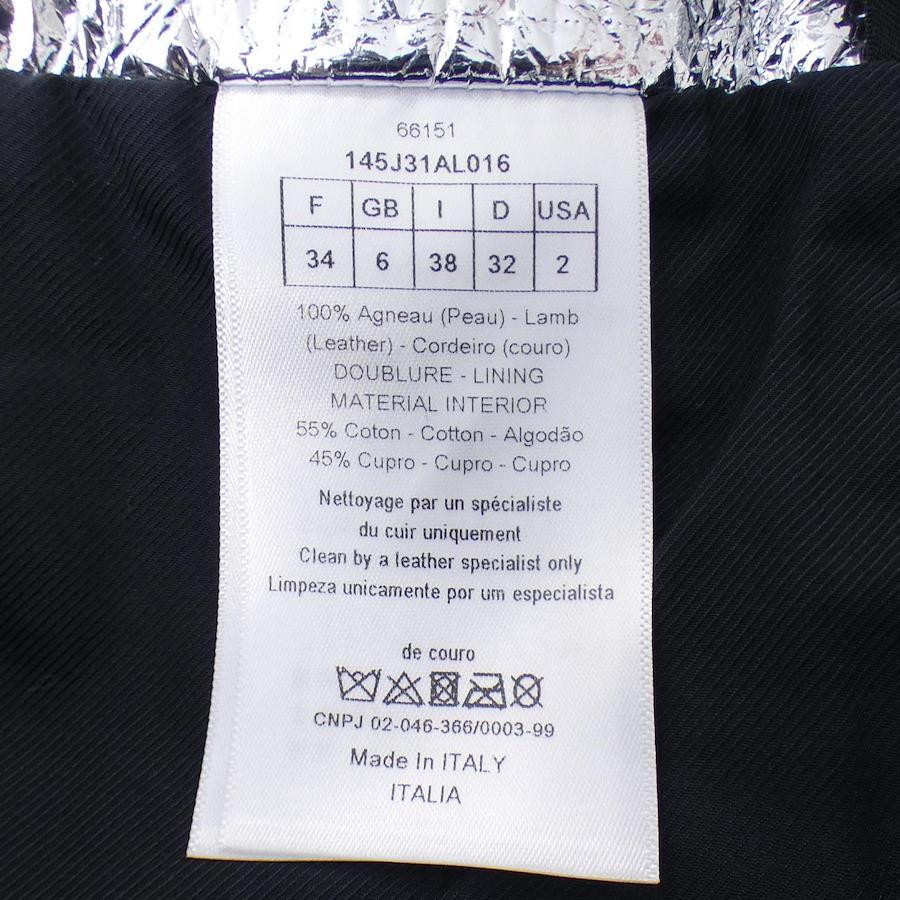 66151
145J31AL016
F GB I D USA
34 6 38 32 2
100% Agneau (Peau) - Lamb
(Leather) - Cordeiro (couro)
DOUBLURE - LINING
MATERIAL INTERIOR
55% Coton - Cotton - Algodão
45% Cupro - Cupro - Cupro
Nettoyage par un spécialiste
du cuir uniquement
Clean by a leather specialist only
Limpeza unicamente por um especialista
de couro
CNPJ 02-046-366/0003-99
Made In ITALY
ITALIA